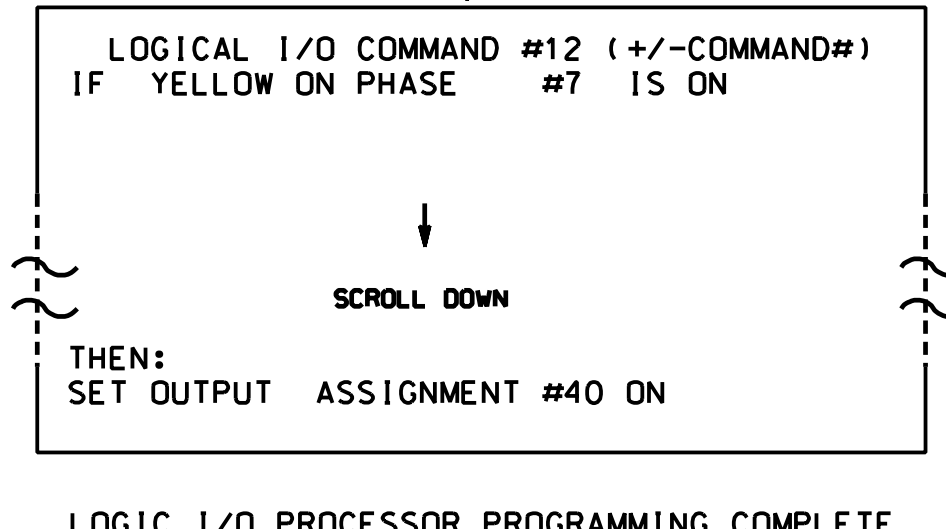 LOGICAL I/O COMMAND #12 (+/-COMMAND#)
IF YELLOW ON PHASE #7 IS ON
SCROLL DOWN
THEN:
SET OUTPUT ASSIGNMENT #40 ON
LOGIC I/O PROCESSOR PROGRAMMING COMPLETE